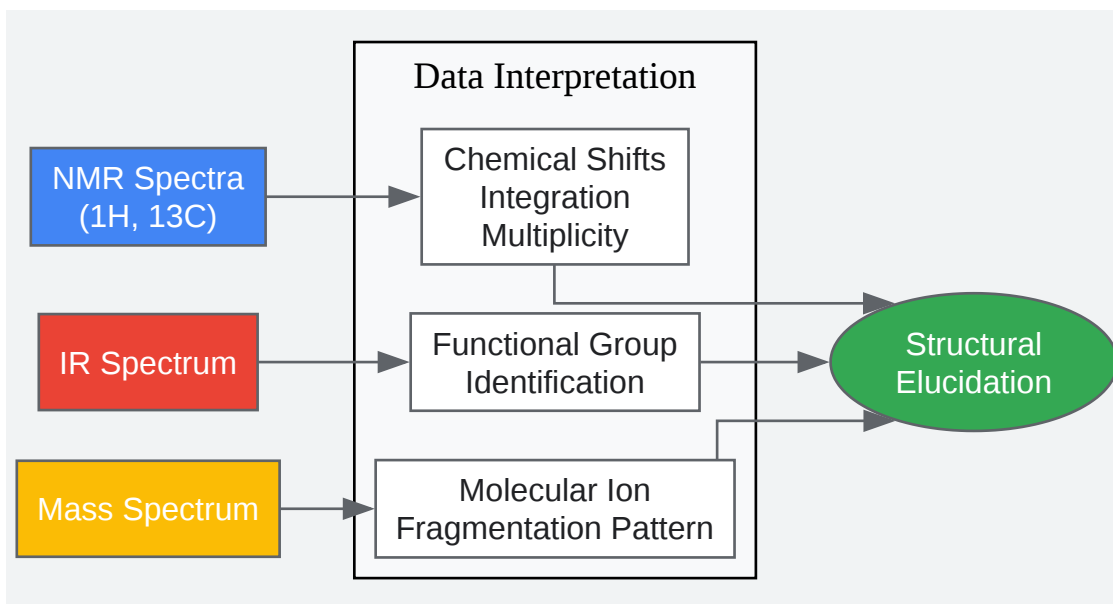 Data Interpretation
NMR Spectra
(1H, 13C)
Chemical Shifts
Integration
Multiplicity
IR Spectrum
Functional Group
Identification
Structural
Elucidation
Mass Spectrum
Molecular Ion
Fragmentation Pattern